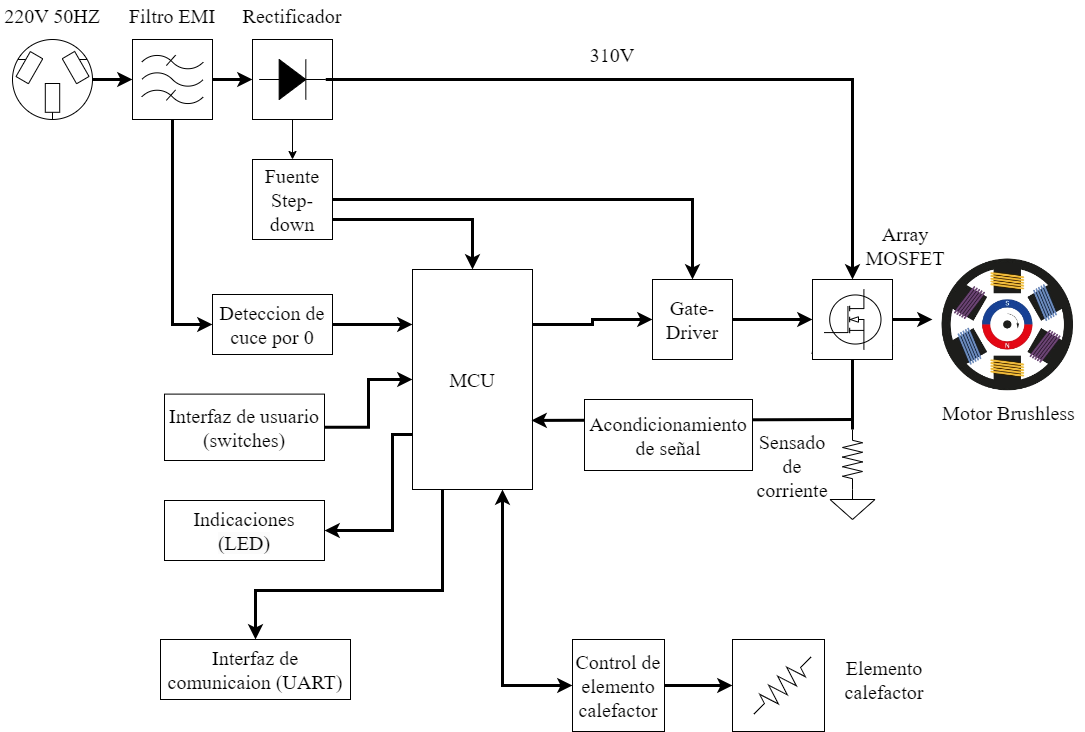 220V 50HZ
Filtro EMI
Rectificador
310V
Fuente
Step-
down
Array
MOSFET
Deteccion de
cuce por 0
Gate-
Driver
S
N
MCU
Motor Brushless
Interfaz de usuario
(switches)
Acondicionamiento
de señal
Sensado
de
corriente
Indicaciones
(LED)
Interfaz de
comunicaion (UART)
Control de
elemento
calefactor
Elemento
calefactor